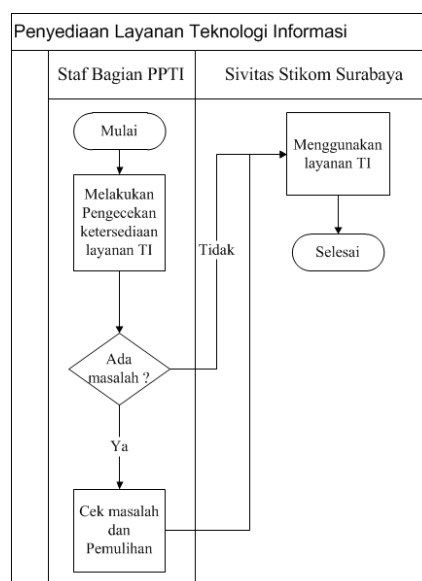 Penyediaan Layanan Teknologi Informasi
Staf Bagian PPTI
Sivitas Stikom Surabaya
Mulai
Melakukan
Pengecekan
ketersediaan
layanan TI
Menggunakan
layanan TI
Tidak
Selesai
Ada
masalah ?
Ya
Cek masalah
dan
Pemulihan